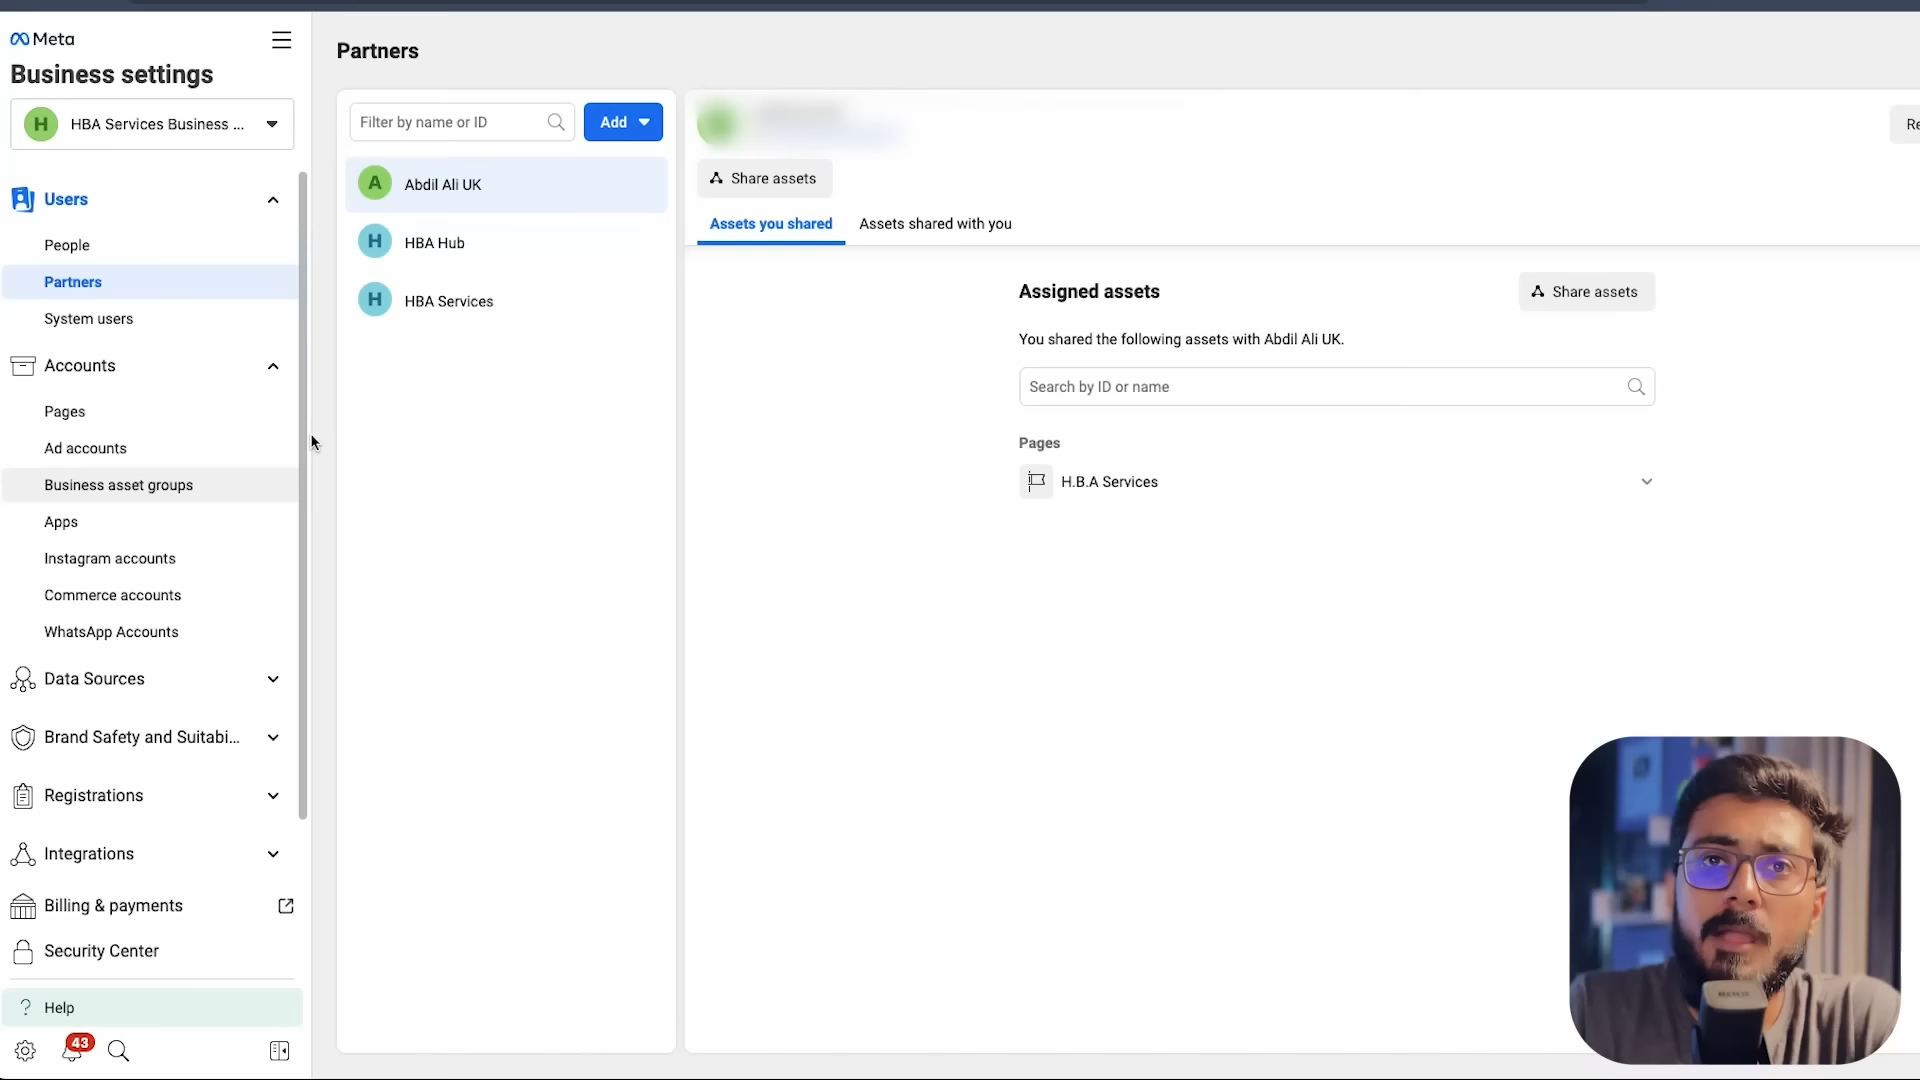 Meta
Business settings
H
HBA Services Business ...
Users
People
Partners
System users
Accounts
Pages
Ad accounts
Business asset groups
Apps
Instagram accounts
Commerce accounts
WhatsApp Accounts
Data Sources
Brand Safety and Suitabi...
Registrations
Integrations
Billing & payments
Security Center
? Help
43
Partners
Filter by name or ID
Add
A Abdil Ali UK
H HBA Hub
H HBA Services
Re
Share assets
Assets you shared
Assets shared with you
Assigned assets
Share assets
You shared the following assets with Abdil Ali UK.
Search by ID or name
Pages
H.B.A Services